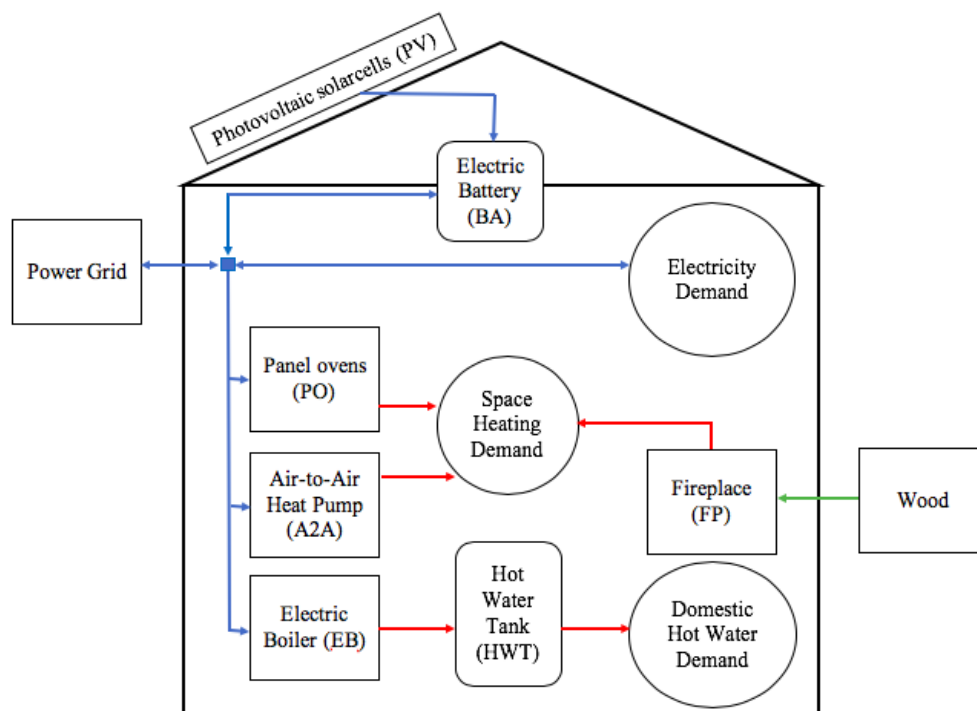 Photovoltaic solarcells (PV)
Electric
Battery
(BA)
Power Grid
Electricity
Demand
Panel ovens
(PO)
Space
Heating
Demand
Air-to-Air
Heat Pump
(A2A)
Fireplace
(FP)
Wood
Electric
Boiler (EB)
Hot
Water
Tank
(HWT)
Domestic
Hot Water
Demand